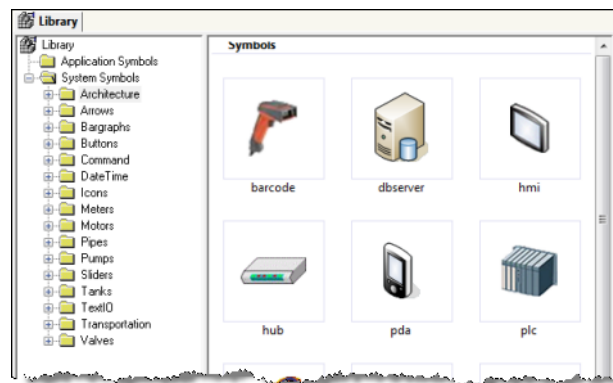 Library
Library
Application Symbols
System Symbols
Architecture
Arrows
Bargraphs
Buttons
Command
DateTime
Icons
Meters
Motors
Pipes
Pumps
Sliders
Tanks
TextIO
Transportation
Valves
Symbols
barcode dbserver hmi
hub pda plc